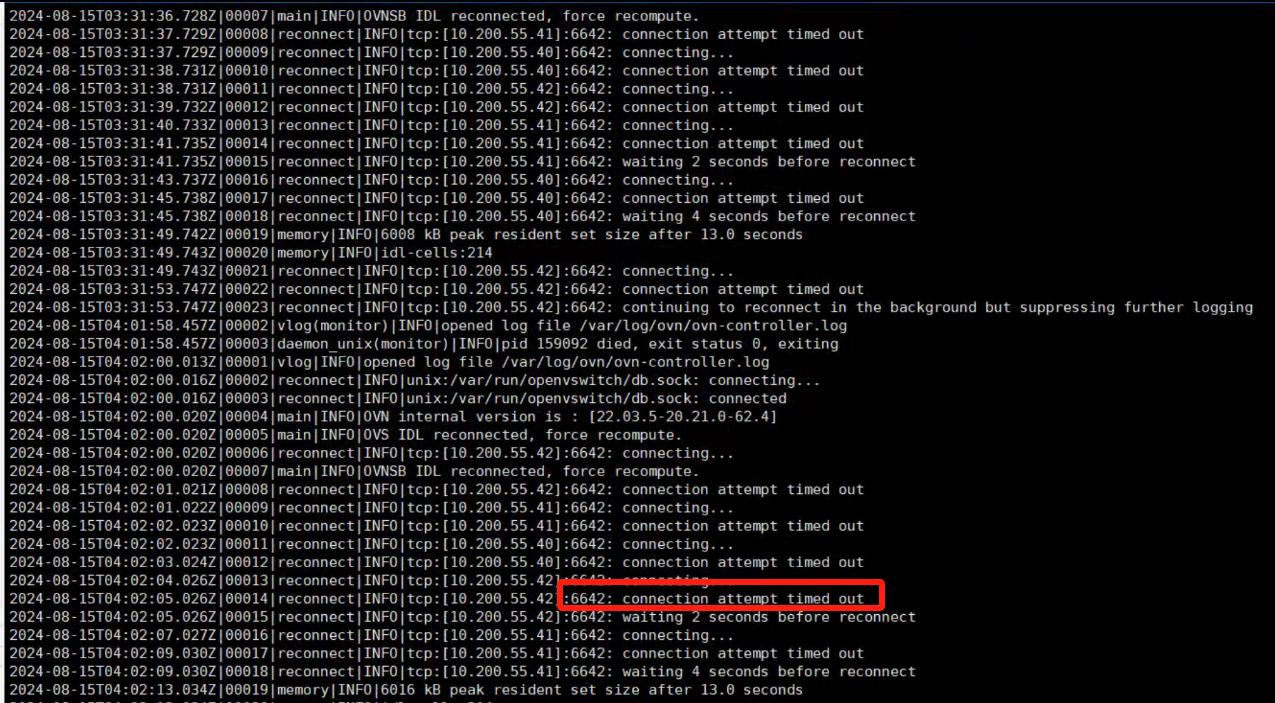 2024-08-15T03:31:36.728Z|00007|main|INFO|OVNSB IDL reconnected, force recompute.
2024-08-15T03:31:37.729Z|00008|reconnect|INFO|tcp:[10.200.55.41]:6642: connection attempt timed out
2024-08-15T03:31:37.729Z|00009|reconnect|INFO|tcp:[10.200.55.40]:6642: connecting...
2024-08-15T03:31:38.731Z|00010|reconnect|INFO|tcp:[10.200.55.40]:6642: connection attempt timed out
2024-08-15T03:31:38.731Z|00011|reconnect|INFO|tcp:[10.200.55.42]:6642: connecting...
2024-08-15T03:31:39.732Z|00012|reconnect|INFO|tcp:[10.200.55.42]:6642: connection attempt timed out
2024-08-15T03:31:40.733Z|00013|reconnect|INFO|tcp:[10.200.55.41]:6642: connecting...
2024-08-15T03:31:41.735Z|00014|reconnect|INFO|tcp:[10.200.55.41]:6642: connection attempt timed out
2024-08-15T03:31:41.735Z|00015|reconnect|INFO|tcp:[10.200.55.41]:6642: waiting 2 seconds before reconnect
2024-08-15T03:31:43.737Z|00016|reconnect|INFO|tcp:[10.200.55.40]:6642: connecting...
2024-08-15T03:31:45.738Z|00017|reconnect|INFO|tcp:[10.200.55.40]:6642: connection attempt timed out
2024-08-15T03:31:45.738Z|00018|reconnect|INFO|tcp:[10.200.55.40]:6642: waiting 4 seconds before reconnect
2024-08-15T03:31:49.742Z|00019|memory|INFO|6008 kB peak resident set size after 13.0 seconds
2024-08-15T03:31:49.743Z|00020|memory|INFO|idl-cells:214
2024-08-15T03:31:49.743Z|00021|reconnect|INFO|tcp:[10.200.55.42]:6642: connecting...
2024-08-15T03:31:53.747Z|00022|reconnect|INFO|tcp:[10.200.55.42]:6642: connection attempt timed out
2024-08-15T03:31:53.747Z|00023|reconnect|INFO|tcp:[10.200.55.42]:6642: continuing to reconnect in the background but suppressing further logging
2024-08-15T04:01:58.457Z|00002|vlog(monitor)|INFO|opened log file /var/log/ovn/ovn-controller.log
2024-08-15T04:01:58.457Z|00003|daemon_unix(monitor)|INFO|pid 159092 died, exit status 0, exiting
2024-08-15T04:02:00.013Z|00001|vlog|INFO|opened log file /var/log/ovn/ovn-controller.log
2024-08-15T04:02:00.016Z|00002|reconnect|INFO|unix:/var/run/openvswitch/db.sock: connecting...
2024-08-15T04:02:00.016Z|00003|reconnect|INFO|unix:/var/run/openvswitch/db.sock: connected
2024-08-15T04:02:00.020Z|00004|main|INFO|OVN internal version is : [22.03.5-20.21.0-62.4]
2024-08-15T04:02:00.020Z|00005|main|INFO|OVS IDL reconnected, force recompute.
2024-08-15T04:02:00.020Z|00006|reconnect|INFO|tcp:[10.200.55.42]:6642: connecting...
2024-08-15T04:02:00.020Z|00007|main|INFO|OVNSB IDL reconnected, force recompute.
2024-08-15T04:02:01.021Z|00008|reconnect|INFO|tcp:[10.200.55.42]:6642: connection attempt timed out
2024-08-15T04:02:01.022Z|00009|reconnect|INFO|tcp:[10.200.55.41]:6642: connecting...
2024-08-15T04:02:02.023Z|00010|reconnect|INFO|tcp:[10.200.55.41]:6642: connection attempt timed out
2024-08-15T04:02:02.023Z|00011|reconnect|INFO|tcp:[10.200.55.40]:6642: connecting...
2024-08-15T04:02:03.024Z|00012|reconnect|INFO|tcp:[10.200.55.40]:6642: connection attempt timed out
2024-08-15T04:02:04.026Z|00013|reconnect|INFO|tcp:[10.200.55.42]:6642: connecting...
2024-08-15T04:02:05.026Z|00014|reconnect|INFO|tcp:[10.200.55.42]:6642: connection attempt timed out
2024-08-15T04:02:05.026Z|00015|reconnect|INFO|tcp:[10.200.55.42]:6642: waiting 2 seconds before reconnect
2024-08-15T04:02:07.027Z|00016|reconnect|INFO|tcp:[10.200.55.41]:6642: connecting...
2024-08-15T04:02:09.030Z|00017|reconnect|INFO|tcp:[10.200.55.41]:6642: connection attempt timed out
2024-08-15T04:02:09.030Z|00018|reconnect|INFO|tcp:[10.200.55.41]:6642: waiting 4 seconds before reconnect
2024-08-15T04:02:13.034Z|00019|memory|INFO|6016 kB peak resident set size after 13.0 seconds